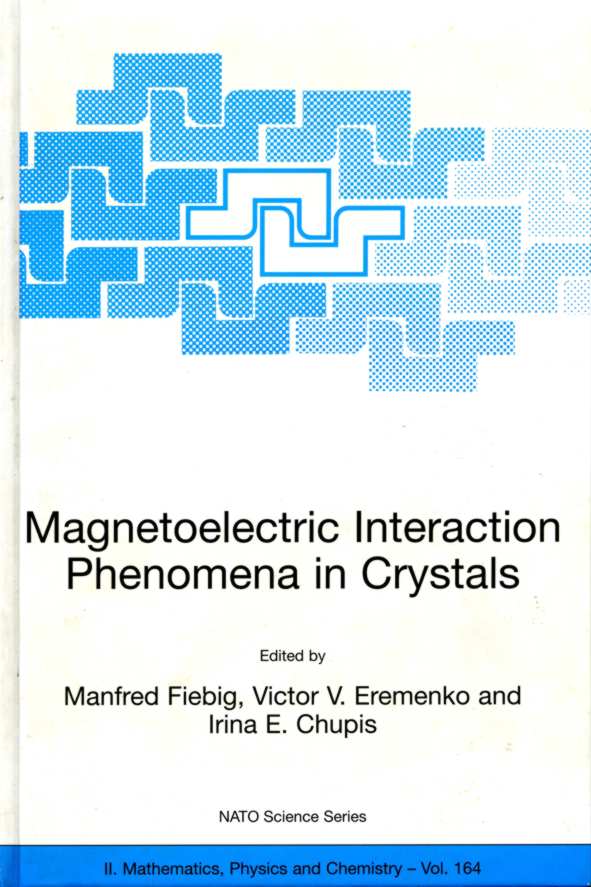 Magnetoelectric Interaction
Phenomena in Crystals
Edited by
Manfred Fiebig, Victor V. Eremenko and
Irina E. Chupis
NATO Science Series
II. Mathematics, Physics and Chemistry – Vol. 164